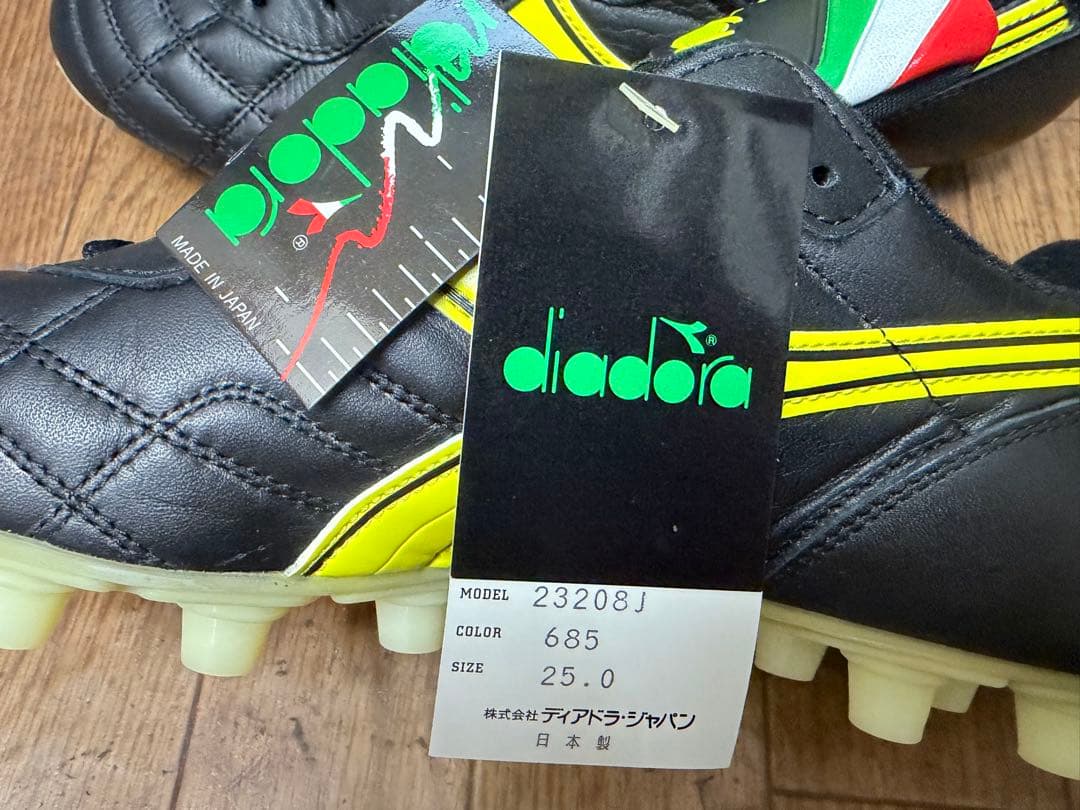 diadora
®
MADE IN JAPAN
diadora®
MODEL 23208J
COLOR 685
SIZE 25.0
株式会社 ディアドラ・ジャパン
日本製